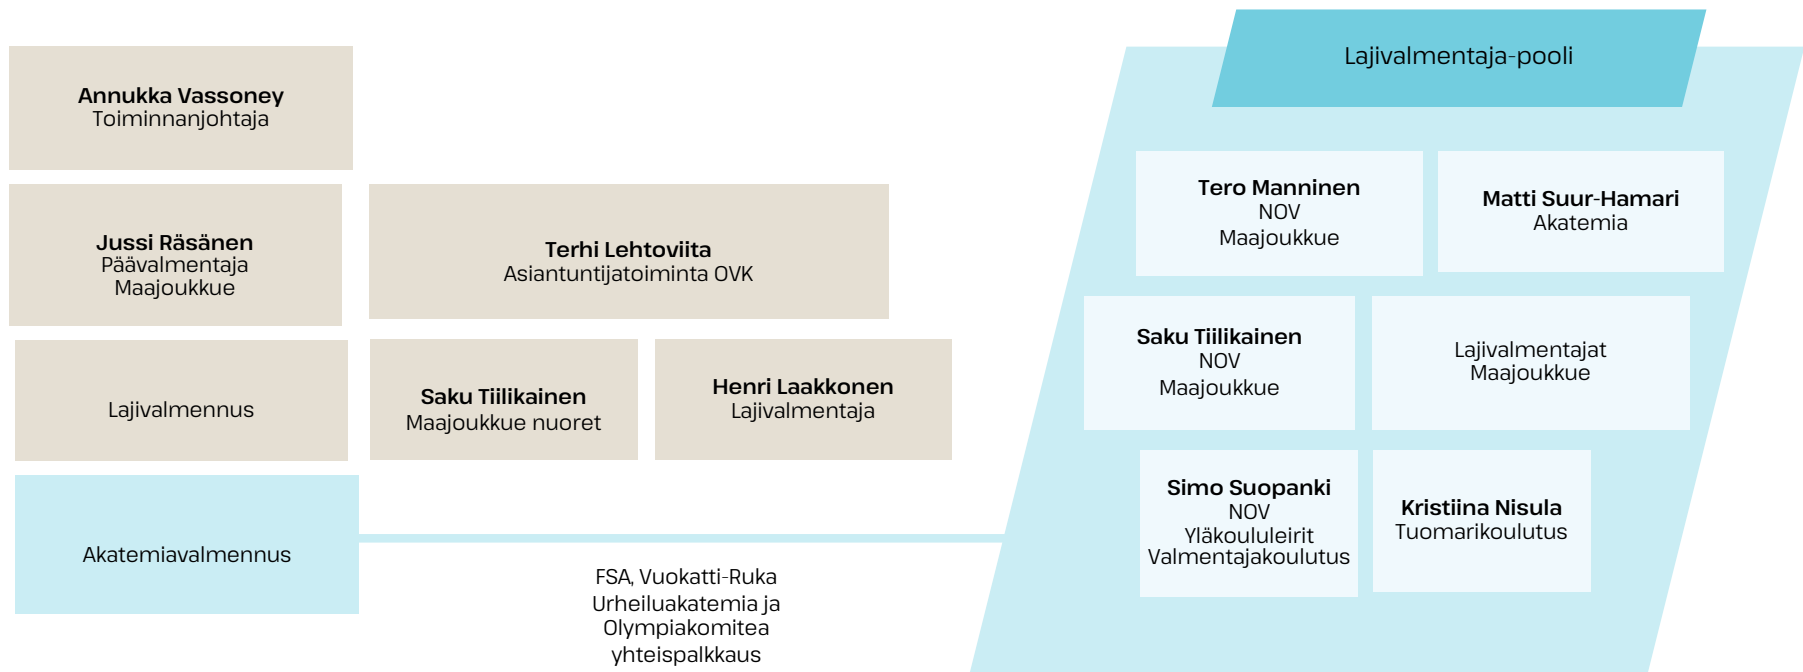 Annukka Vassoney
Toiminnanjohtaja
Jussi Räsänen
Päävalmentaja
Maajoukkue
Terhi Lehtoviita
Asiantuntijatoiminta OVK
Lajivalmennus
Saku Tiilikainen
Maajoukkue nuoret
Henri Laakkonen
Lajivalmentaja
Akatemiavalmennus
FSA, Vuokatti-Ruka
Urheiluakatemia ja
Olympiakomitea
yhteispalkkaus
Lajivalmentaja-pooli
Tero Manninen
NOV
Maajoukkue
Matti Suur-Hamari
Akatemia
Saku Tiilikainen
NOV
Maajoukkue
Lajivalmentajat
Maajoukkue
Simo Suopanki
NOV
Yläkoululeirit
Valmentajakoulutus
Kristiina Nisula
Tuomarikoulutus